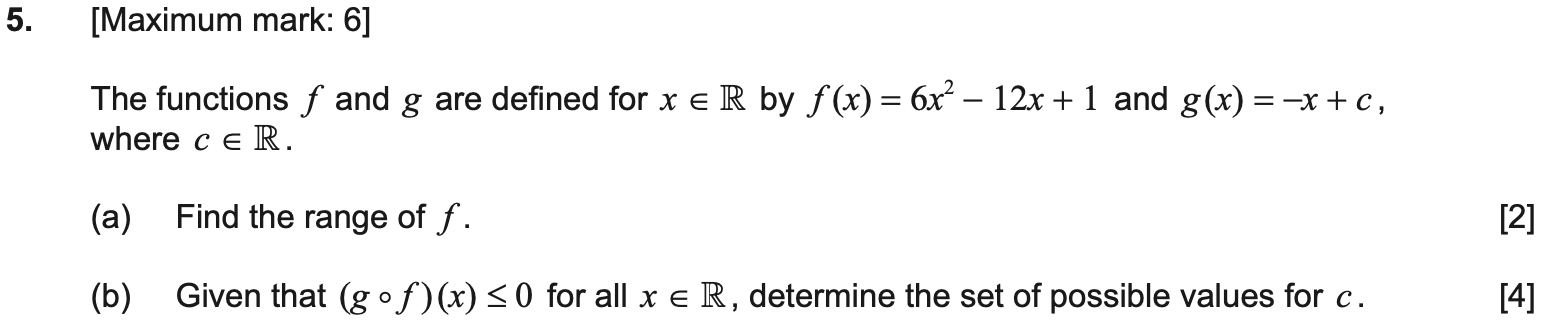 5. [Maximum mark: 6]
The functions f and g are defined for x ∈ ℝ by f(x) = 6x² − 12x + 1 and g(x) = −x + c,
where c ∈ ℝ.
(a) Find the range of f. [2]
(b) Given that (g ∘ f)(x) ≤ 0 for all x ∈ ℝ, determine the set of possible values for c. [4]